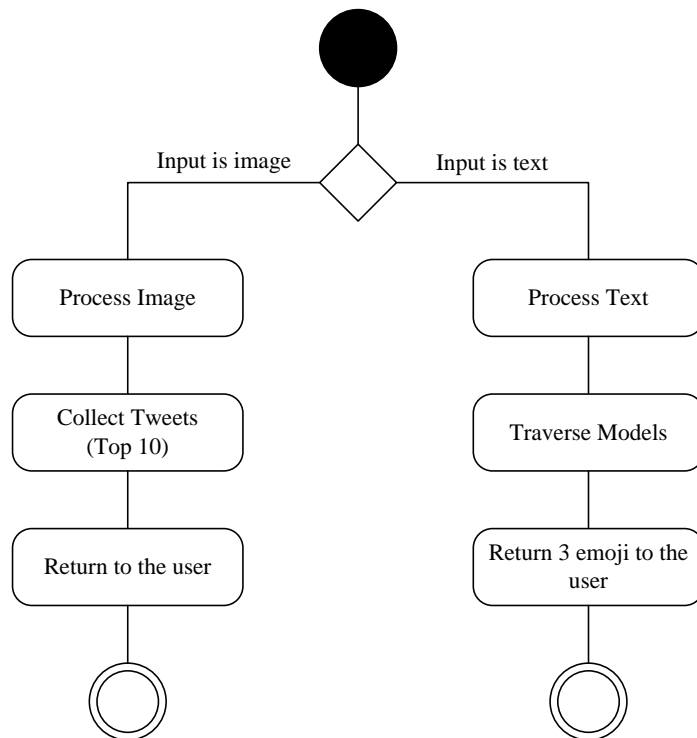 Input is image
Input is text
Process Image
Process Text
Collect Tweets
(Top 10)
Traverse Models
Return to the user
Return 3 emoji to the
user